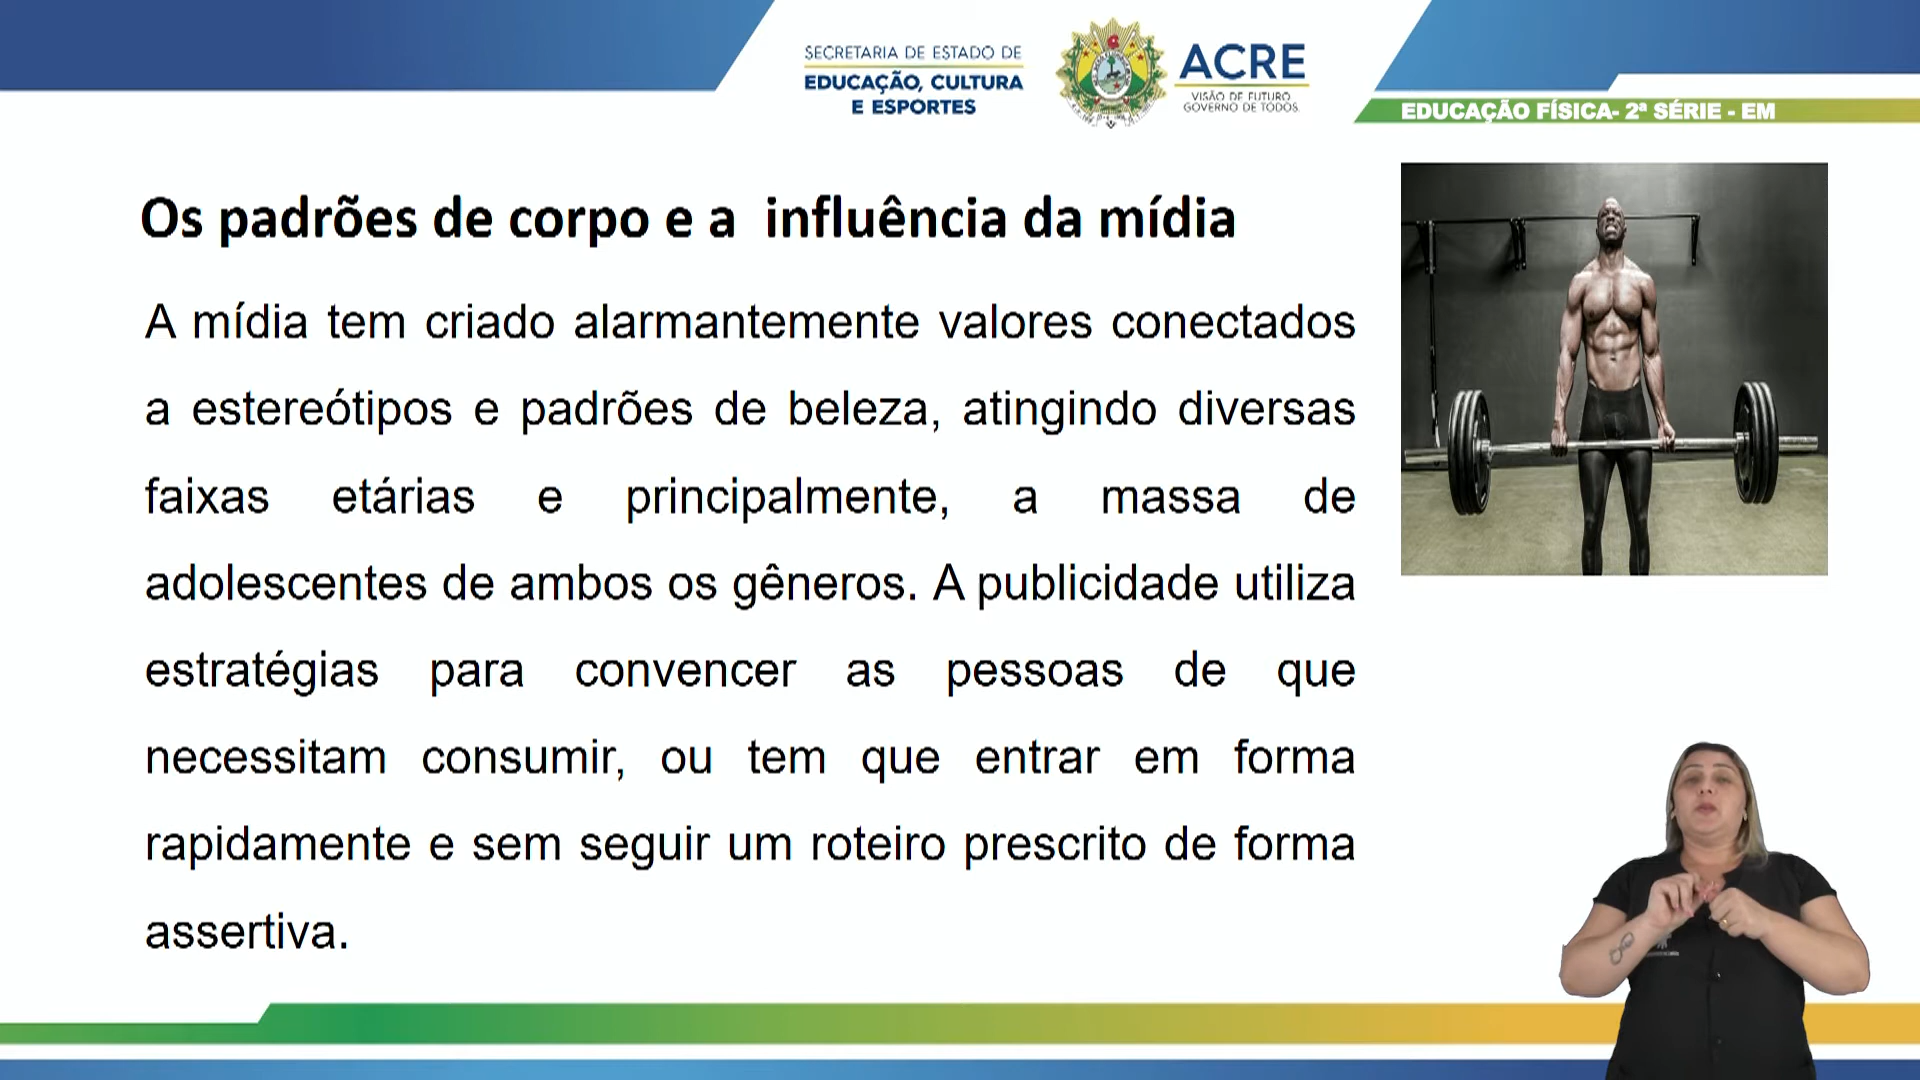 SECRETARIA DE ESTADO DE
EDUCAÇÃO, CULTURA
E ESPORTES
ACRE
VISÃO DE FUTURO
GOVERNO DE TODOS
EDUCAÇÃO FÍSICA- 2ª SÉRIE - EM
Os padrões de corpo e a influência da mídia
A mídia tem criado alarmantemente valores conectados
a estereótipos e padrões de beleza, atingindo diversas
faixas etárias e principalmente, a massa de
adolescentes de ambos os gêneros. A publicidade utiliza
estratégias para convencer as pessoas de que
necessitam consumir, ou tem que entrar em forma
rapidamente e sem seguir um roteiro prescrito de forma
assertiva.